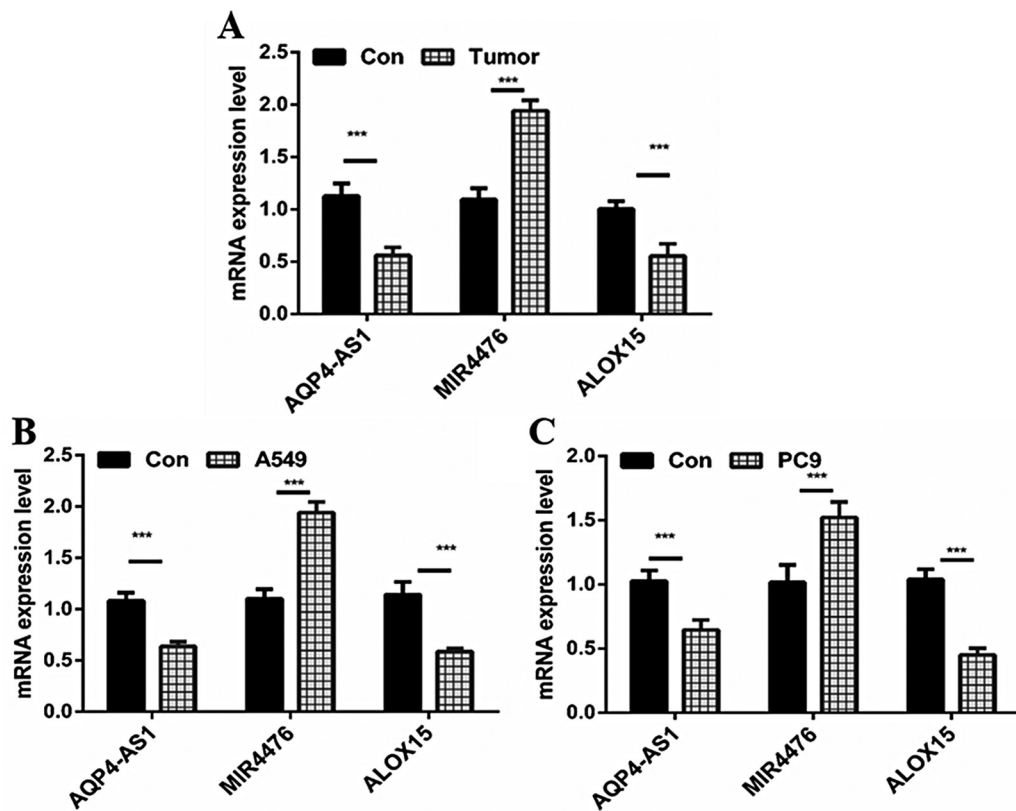 A
Con Tumor
mRNA expression level
2.5
2.0
1.5
1.0
0.5
0.0
***
***
***
AQP4-AS1
MIR4476
ALOX15
B
Con A549
mRNA expression level
2.5
2.0
1.5
1.0
0.5
0.0
***
***
***
AQP4-AS1
MIR4476
ALOX15
C
Con PC9
mRNA expression level
2.0
1.5
1.0
0.5
0.0
***
***
***
AQP4-AS1
MIR4476
ALOX15